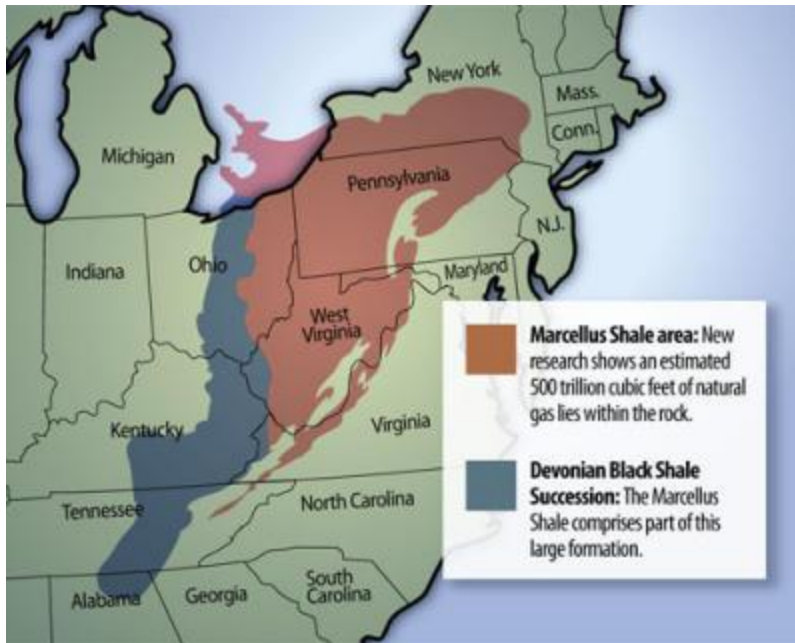 New York
Mass.
Conn.
Michigan
Pennsylvania
N.J.
Ohio
Indiana
Maryland
West
Virginia
Marcellus Shale area: New
research shows an estimated
500 trillion cubic feet of natural
gas lies within the rock.
Virginia
Kentucky
Devonian Black Shale
Succession: The Marcellus
Shale comprises part of this
large formation.
North Carolina
Tennessee
South
Carolina
Alabama
Georgia